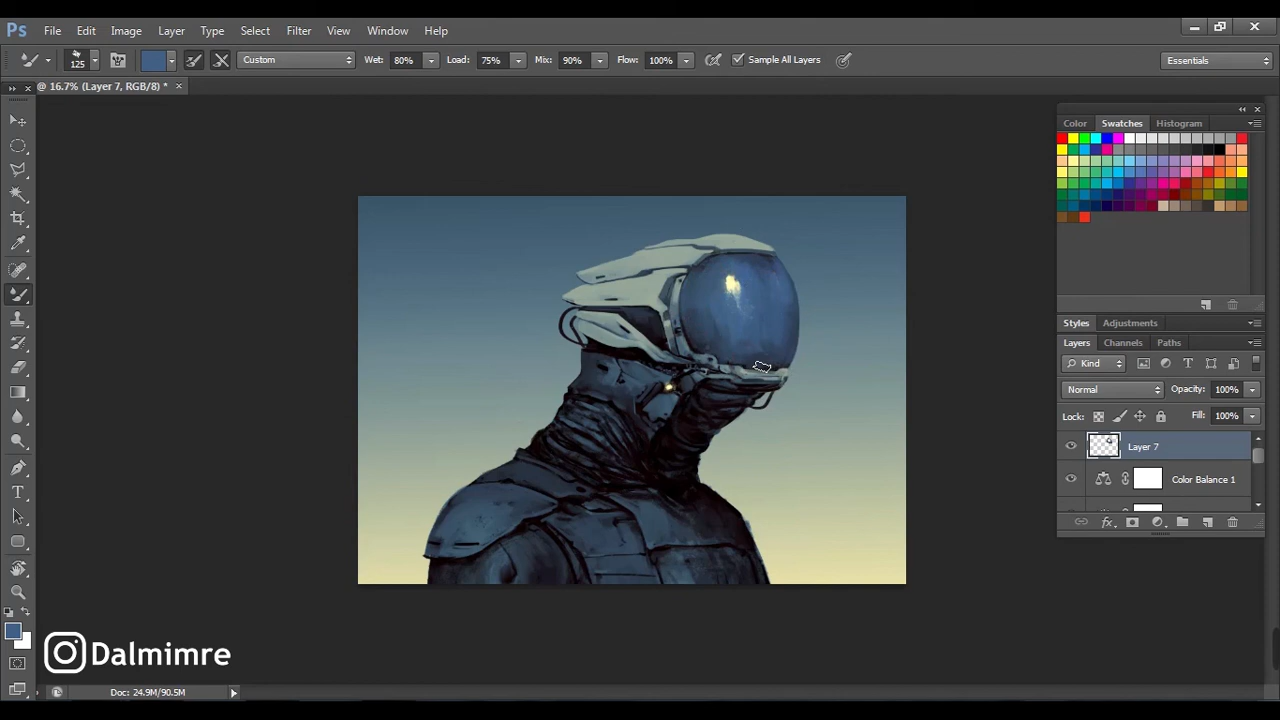 Ps File Edit Image Layer Type Select Filter View Window Help
125 Custom Wet: 80% Load: 75% Mix: 90% Flow: 100% Sample All Layers Essentials
@ 16.7% (Layer 7, RGB/8) *
Color Swatches Histogram
Styles Adjustments
Layers Channels Paths
Kind
Normal Opacity: 100%
Lock: Fill: 100%
Layer 7
Color Balance 1
fx
Dalmimre
Doc: 24.9M/90.5M